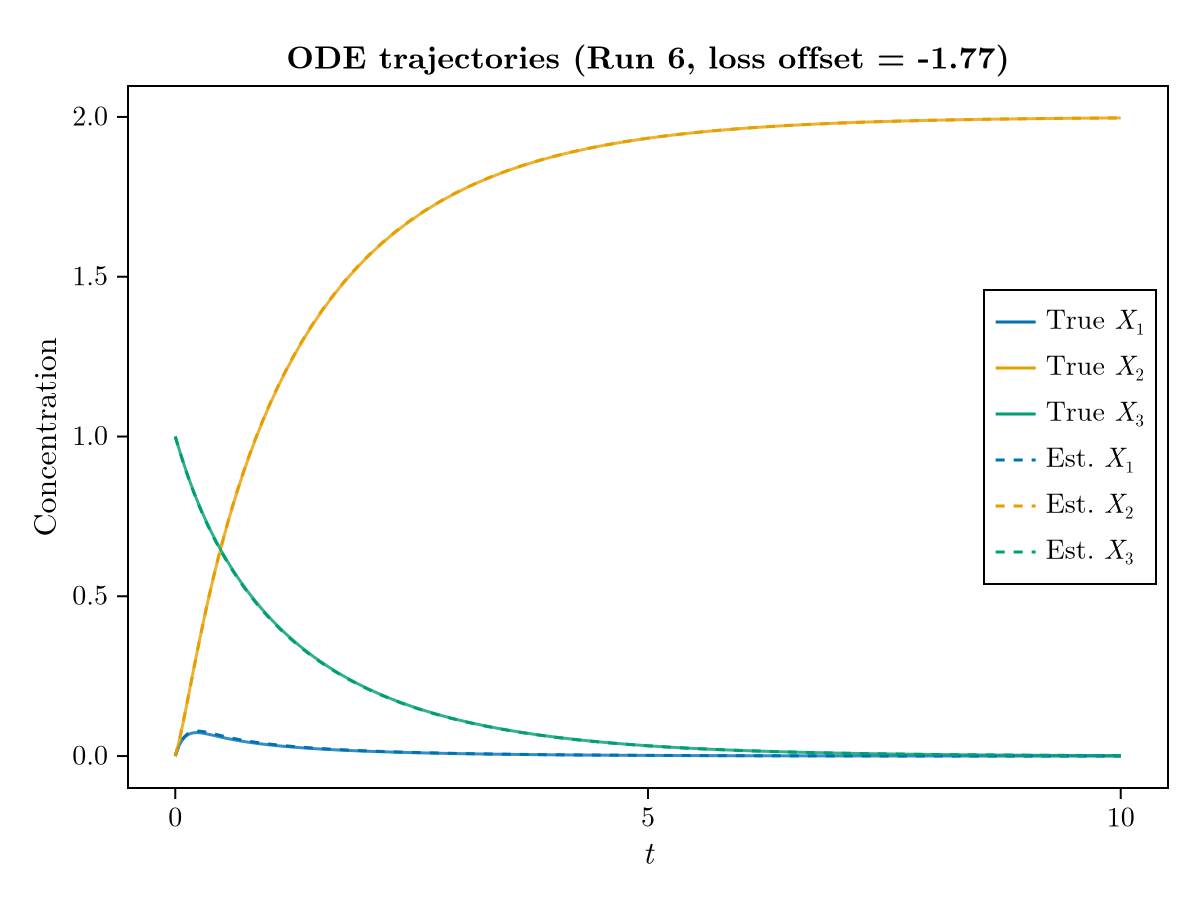 ODE trajectories (Run 6, loss offset = -1.77)
Concentration
2.0
1.5
1.0
0.5
0.0
0
5
10
t
True X₁
True X₂
True X₃
Est. X₁
Est. X₂
Est. X₃